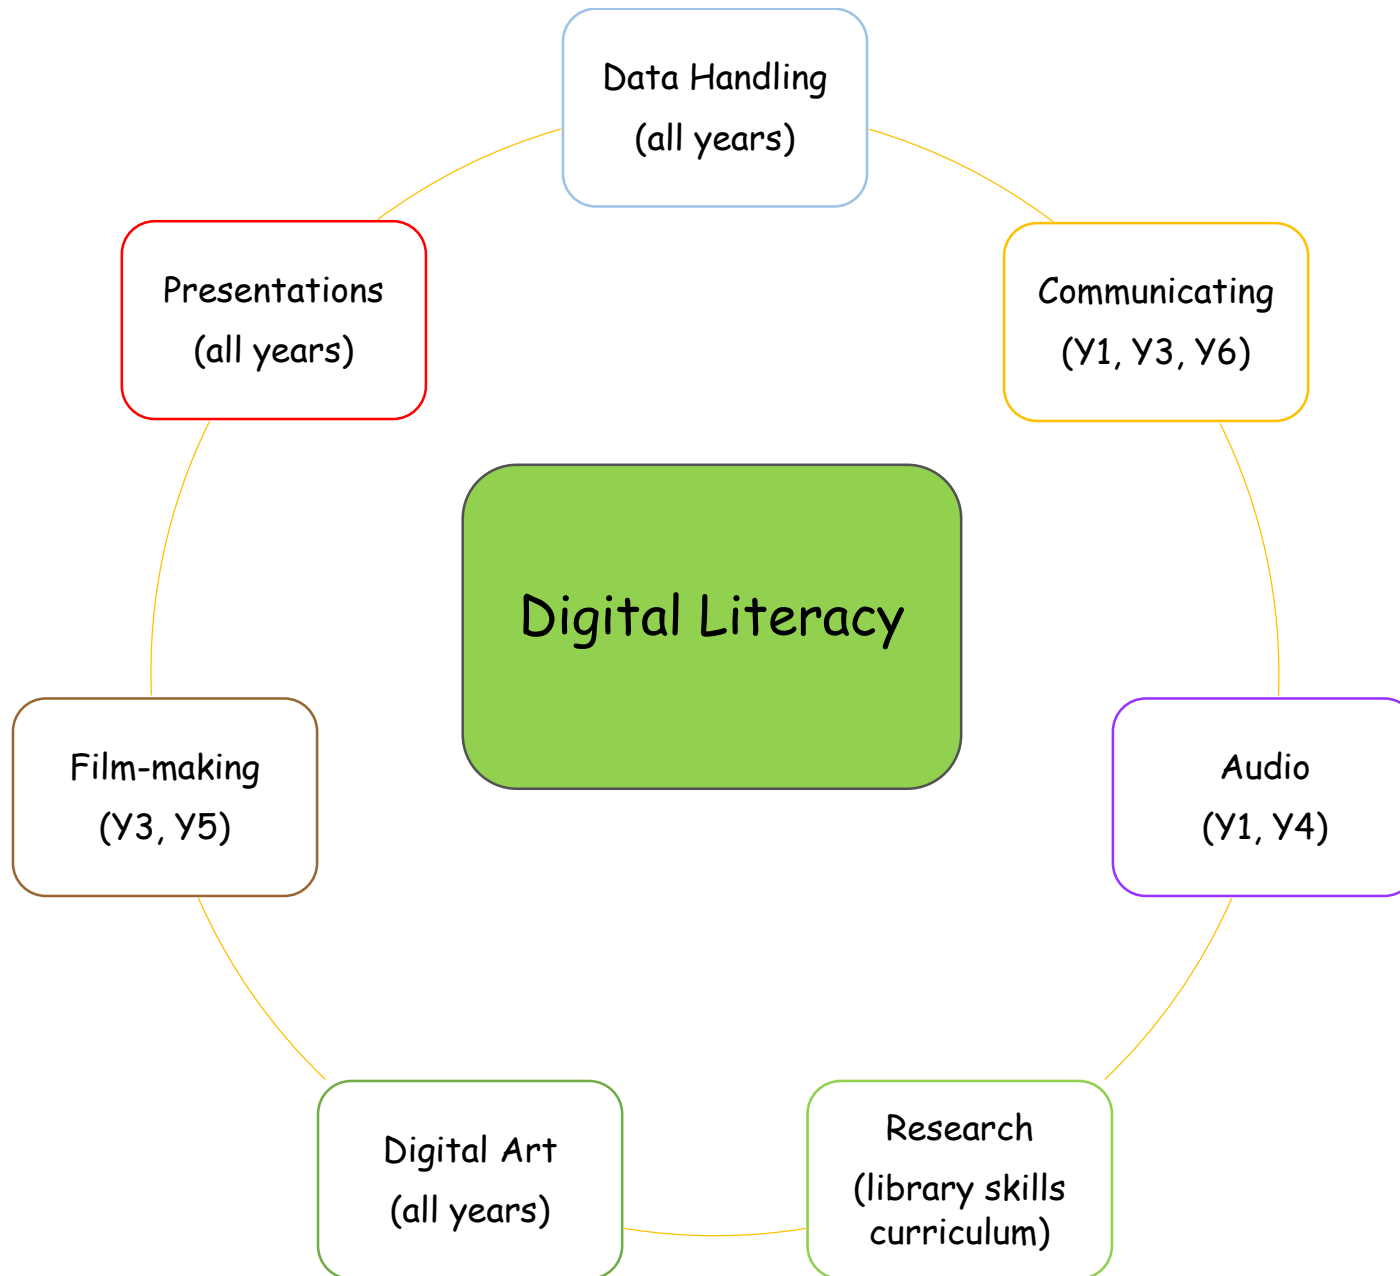 Data Handling
(all years)
Presentations
(all years)
Communicating
(Y1, Y3, Y6)
Digital Literacy
Film-making
(Y3, Y5)
Audio
(Y1, Y4)
Digital Art
(all years)
Research
(library skills
curriculum)